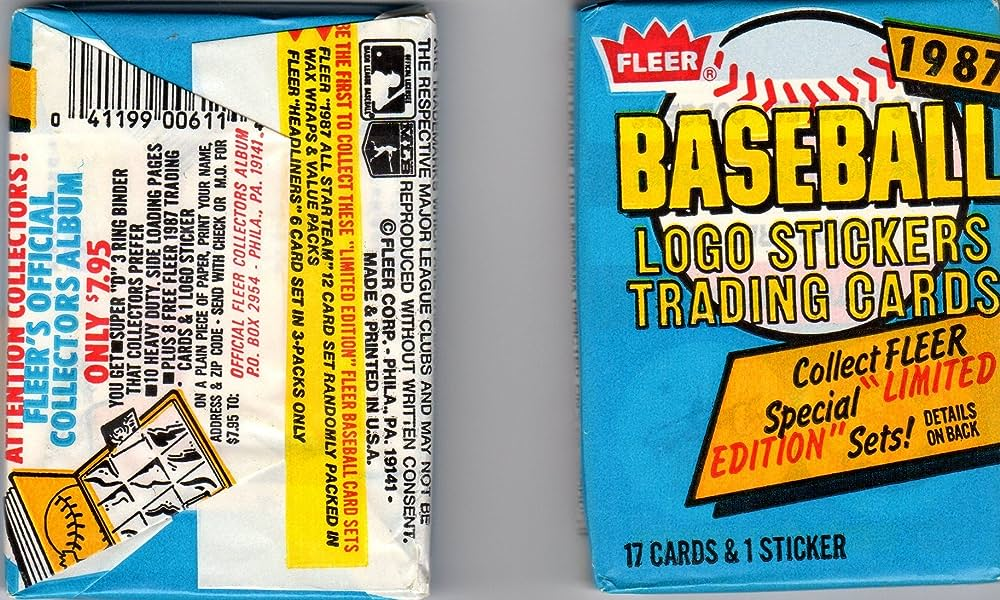 0 41199 00611
ATTENTION COLLECTORS!
FLEER'S OFFICIAL
COLLECTORS ALBUM
ONLY $7.95
YOU GET ■ SUPER "D" 3 RING BINDER
THAT COLLECTORS PREFER
■ 10 HEAVY DUTY, SIDE LOADING PAGES
■ PLUS 8 FREE FLEER 1987 TRADING
CARDS & 1 LOGO STICKER
ON A PLAIN PIECE OF PAPER, PRINT YOUR NAME,
ADDRESS & ZIP CODE - SEND WITH CHECK OR M.O. FOR
$7.95 TO:
OFFICIAL FLEER COLLECTORS ALBUM
P.O. BOX 2954 - PHILA., PA. 19141
BE THE FIRST TO COLLECT THESE "LIMITED EDITION" FLEER BASEBALL CARD SETS
FLEER "1987 ALL STAR TEAM" 12 CARD SET RANDOMLY PACKED IN
WAX WRAPS & VALUE PACKS
FLEER "HEADLINERS" 6 CARD SET IN 3-PACKS ONLY
THE RESPECTIVE MAJOR LEAGUE CLUBS AND MAY NOT BE
REPRODUCED WITHOUT WRITTEN CONSENT.
© FLEER CORP. - PHILA., PA. 19141 -
MADE & PRINTED IN U.S.A.
FLEER®
1987
BASEBALL
LOGO STICKERS
TRADING CARDS
Collect FLEER
Special "LIMITED
EDITION" Sets!
DETAILS
ON BACK
17 CARDS & 1 STICKER